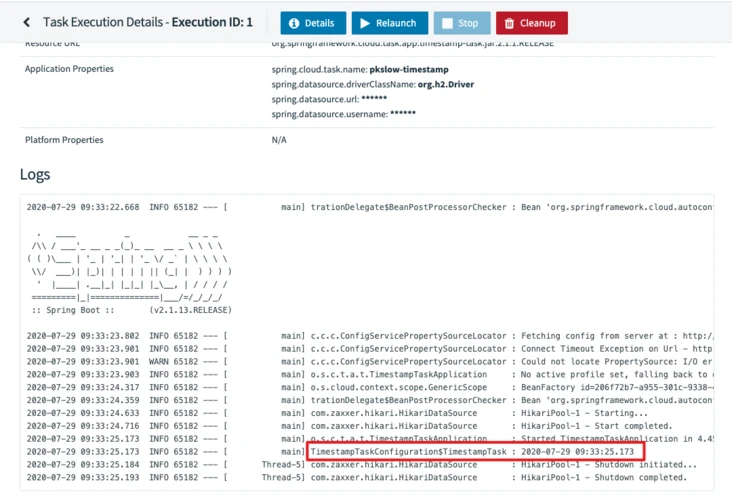 Task Execution Details - Execution ID: 1
Details
Relaunch
Stop
Cleanup
Resource URL org.springframework.cloud.task.app:timestamp-task:jar:2.1.1.RELEASE
Application Properties spring.cloud.task.name: pkslow-timestamp
spring.datasource.driverClassName: org.h2.Driver
spring.datasource.url: ******
spring.datasource.username: ******
Platform Properties N/A
Logs
2020-07-29 09:33:22.668 INFO 65182 --- [ main] trationDelegate$BeanPostProcessorChecker : Bean 'org.springframework.cloud.autocon
:: Spring Boot :: (v2.1.13.RELEASE)
2020-07-29 09:33:23.802 INFO 65182 --- [ main] c.c.c.ConfigServicePropertySourceLocator : Fetching config from server at : http:/
2020-07-29 09:33:23.901 INFO 65182 --- [ main] c.c.c.ConfigServicePropertySourceLocator : Connect Timeout Exception on Url - http
2020-07-29 09:33:23.901 WARN 65182 --- [ main] c.c.c.ConfigServicePropertySourceLocator : Could not locate PropertySource: I/O er
2020-07-29 09:33:23.903 INFO 65182 --- [ main] o.s.c.t.a.t.TimestampTaskApplication : No active profile set, falling back to
2020-07-29 09:33:24.317 INFO 65182 --- [ main] o.s.cloud.context.scope.GenericScope : BeanFactory id=206f72b7-a955-301c-9338-
2020-07-29 09:33:24.359 INFO 65182 --- [ main] trationDelegate$BeanPostProcessorChecker : Bean 'org.springframework.cloud.autocon
2020-07-29 09:33:24.633 INFO 65182 --- [ main] com.zaxxer.hikari.HikariDataSource : HikariPool-1 - Starting...
2020-07-29 09:33:24.716 INFO 65182 --- [ main] com.zaxxer.hikari.HikariDataSource : HikariPool-1 - Start completed.
2020-07-29 09:33:25.173 INFO 65182 --- [ main] o.s.c.t.a.t.TimestampTaskApplication : Started TimestampTaskApplication in 4.45
2020-07-29 09:33:25.173 INFO 65182 --- [ main] TimestampTaskConfiguration$TimestampTask : 2020-07-29 09:33:25.173
2020-07-29 09:33:25.184 INFO 65182 --- [ Thread-5] com.zaxxer.hikari.HikariDataSource : HikariPool-1 - Shutdown initiated...
2020-07-29 09:33:25.193 INFO 65182 --- [ Thread-5] com.zaxxer.hikari.HikariDataSource : HikariPool-1 - Shutdown completed.